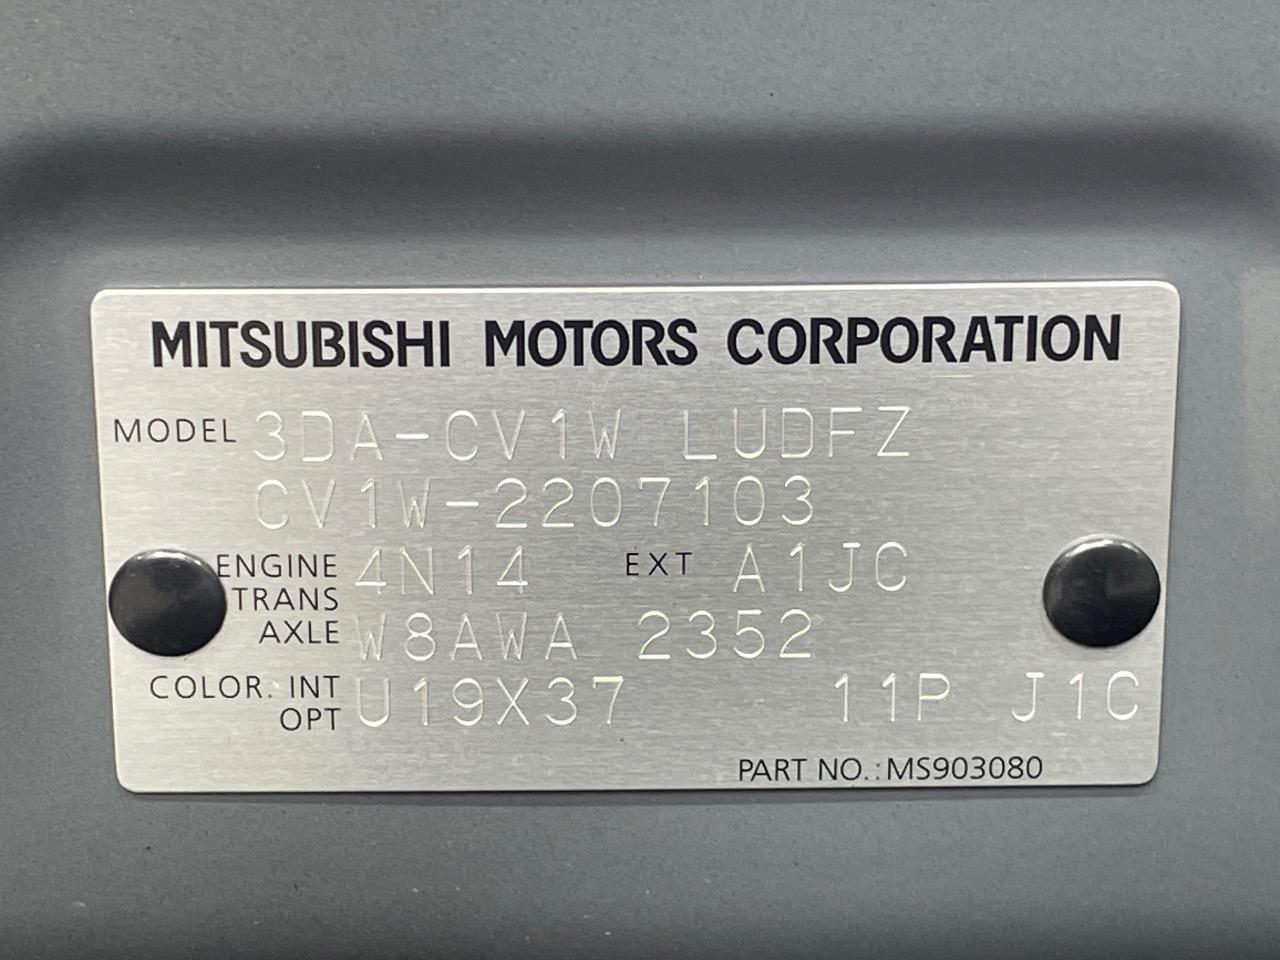 MITSUBISHI MOTORS CORPORATION
MODEL 3DA-CV1W LUDFZ
CV1W-2207103
ENGINE 4N14 EXT A1JC
TRANS
AXLE W8AWA 2352
COLOR. INT
OPT U19X37 11P J1C
PART NO.:MS903080